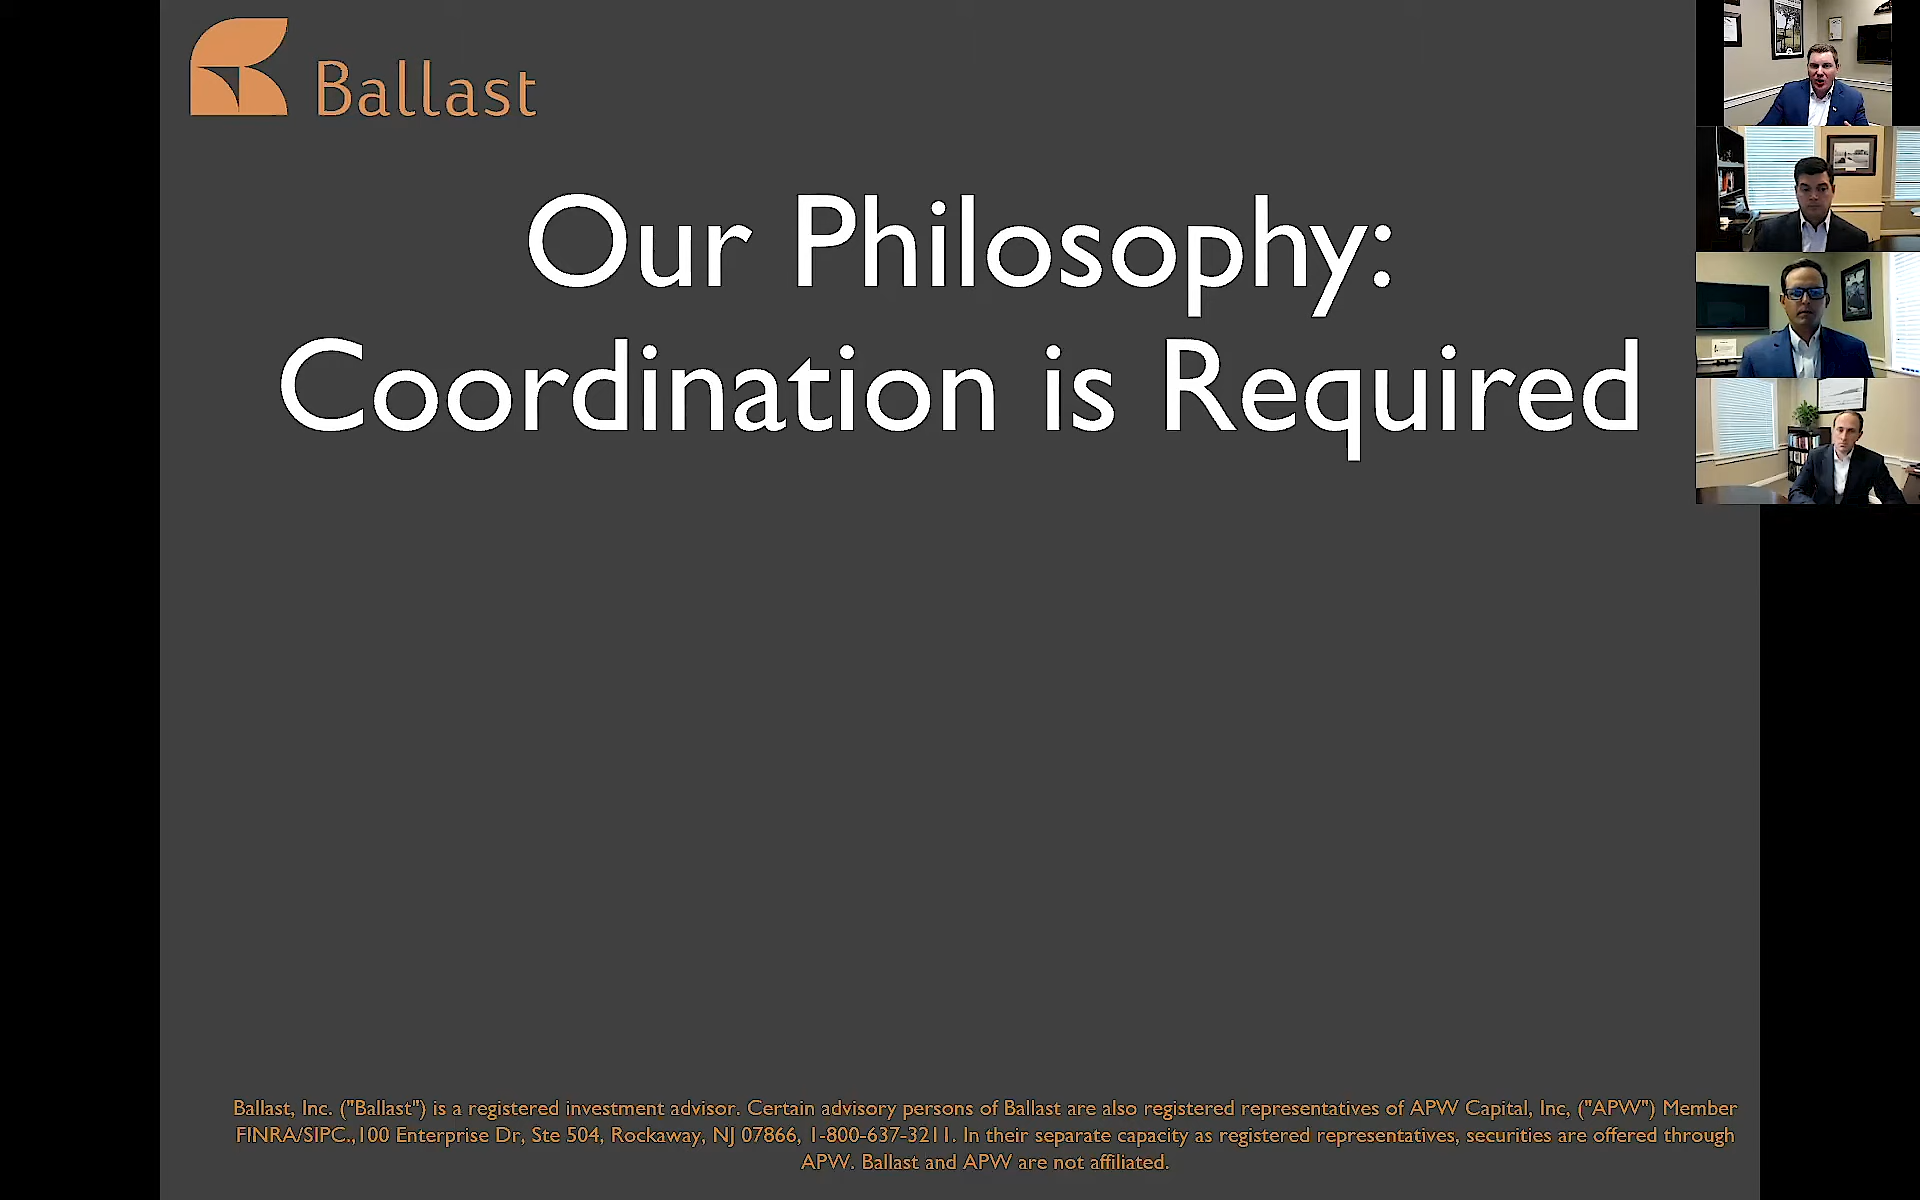 Ballast
Our Philosophy:
Coordination is Required
Ballast, Inc. ("Ballast") is a registered investment advisor. Certain advisory persons of Ballast are also registered representatives of APW Capital, Inc, ("APW") Member
FINRA/SIPC.,100 Enterprise Dr, Ste 504, Rockaway, NJ 07866, 1-800-637-3211. In their separate capacity as registered representatives, securities are offered through
APW. Ballast and APW are not affiliated.